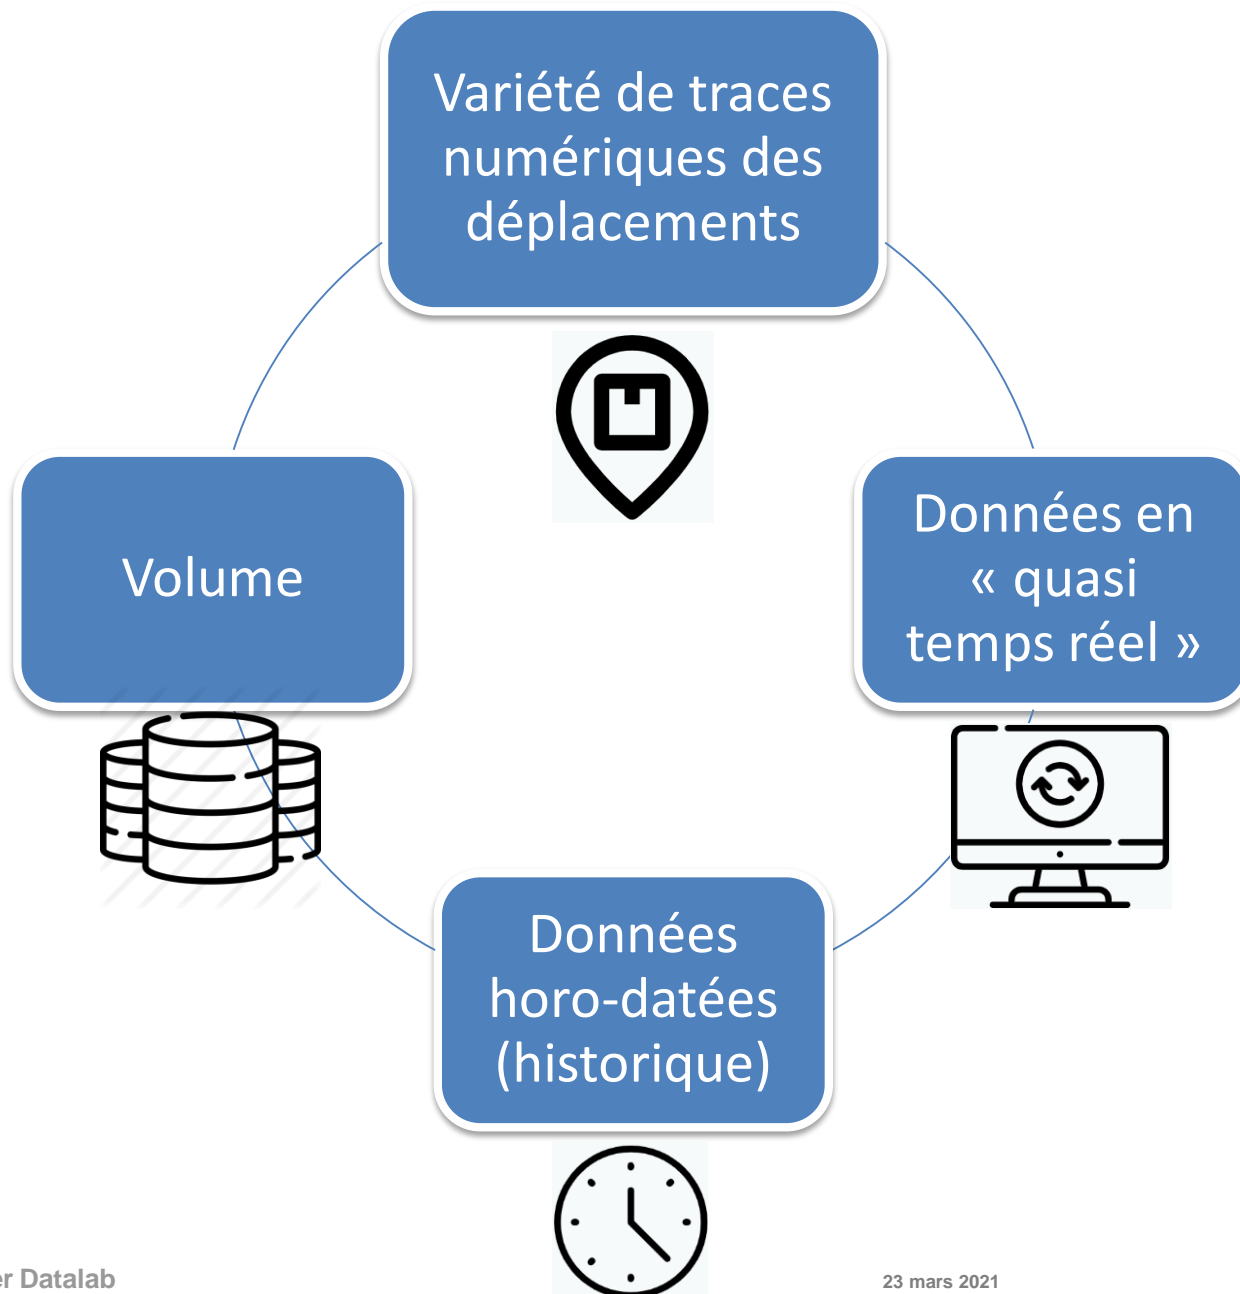 Variété de traces
numériques des
déplacements
Volume
Données en
« quasi
temps réel »
Données
horo-datées
(historique)
Datalab
23 mars 2021